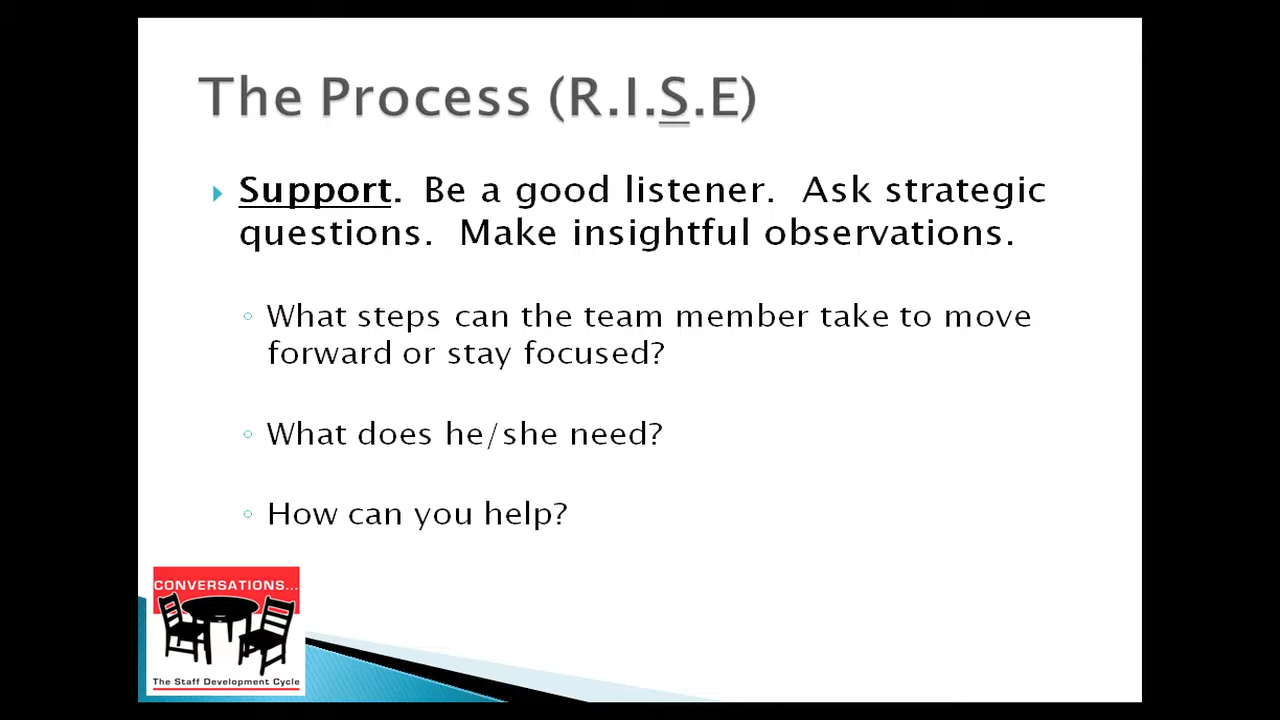 The Process (R.I.S.E)
Support. Be a good listener. Ask strategic
questions. Make insightful observations.
What steps can the team member take to move
forward or stay focused?
What does he/she need?
How can you help?
CONVERSATIONS...
The Staff Development Cycle